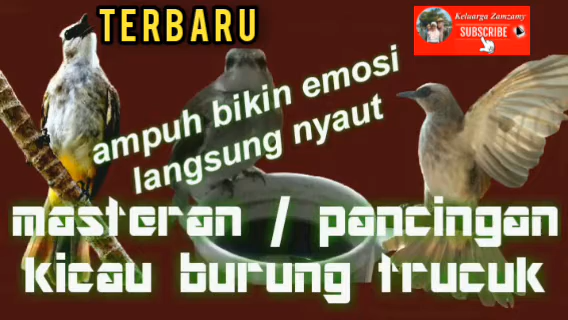 TERBARU
Keluarga Zamzamy
SUBSCRIBE
ampuh bikin emosi
langsung nyaut
masteran / pancingan
kicau burung trucuk